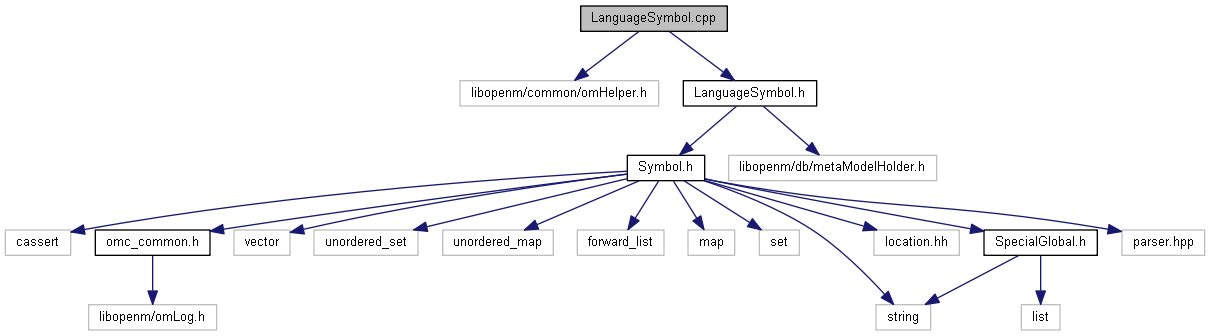 LanguageSymbol.cpp
libopenm/common/omHelper.h
LanguageSymbol.h
Symbol.h
libopenm/db/metaModelHolder.h
cassert
omc_common.h
vector
unordered_set
unordered_map
forward_list
map
set
location.hh
SpecialGlobal.h
parser.hpp
libopenm/omLog.h
string
list